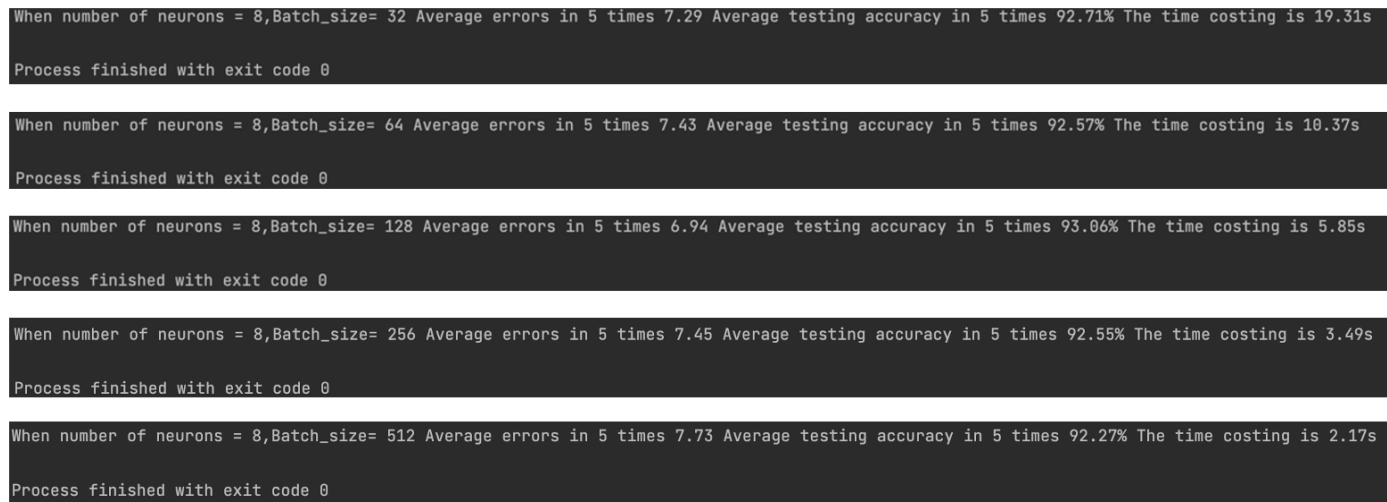 When number of neurons = 8,Batch_size= 32 Average errors in 5 times 7.29 Average testing accuracy in 5 times 92.71% The time costing is 19.31s
Process finished with exit code 0
When number of neurons = 8,Batch_size= 64 Average errors in 5 times 7.43 Average testing accuracy in 5 times 92.57% The time costing is 10.37s
Process finished with exit code 0
When number of neurons = 8,Batch_size= 128 Average errors in 5 times 6.94 Average testing accuracy in 5 times 93.06% The time costing is 5.85s
Process finished with exit code 0
When number of neurons = 8,Batch_size= 256 Average errors in 5 times 7.45 Average testing accuracy in 5 times 92.55% The time costing is 3.49s
Process finished with exit code 0
When number of neurons = 8,Batch_size= 512 Average errors in 5 times 7.73 Average testing accuracy in 5 times 92.27% The time costing is 2.17s
Process finished with exit code 0